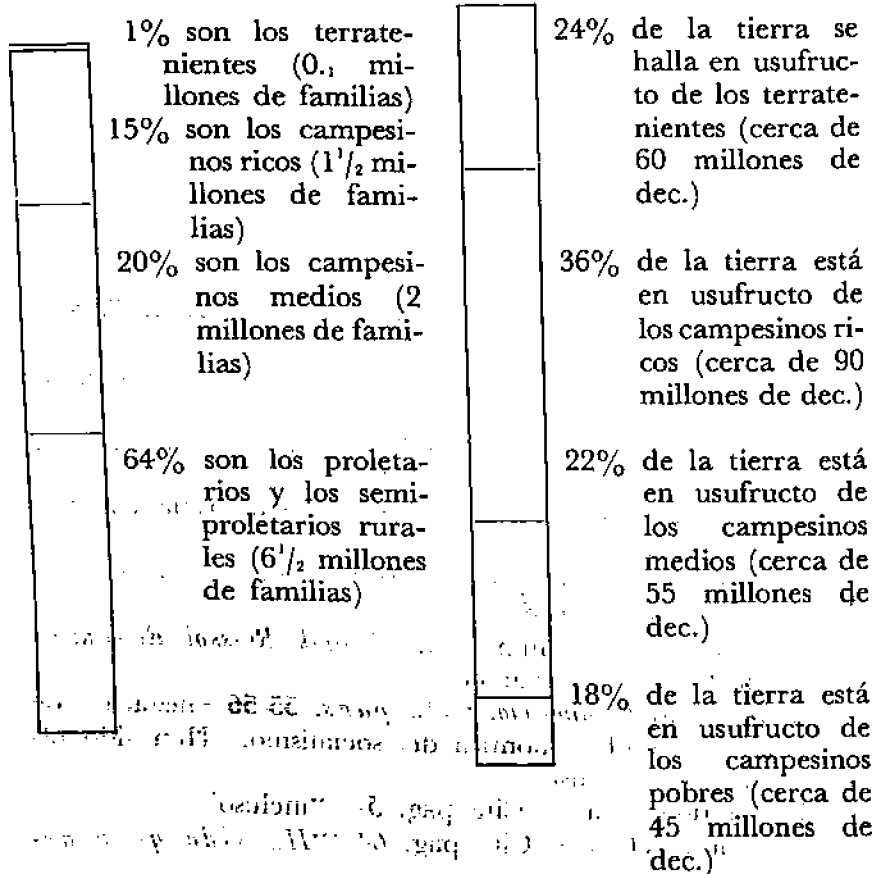 1% son los terrate-
nientes (0.₁ mi-
llones de familias)
15% son los campesi-
nos ricos (1¹/₂ mi-
llones de fami-
lias)
20% son los campesi-
nos medios (2
millones de fami-
lias)
64% son los proleta-
rios y los semi-
proletarios rura-
les (6¹/₂ millones
de familias)
24% de la tierra se
halla en usufruc-
to de los terrate-
nientes (cerca de
60 millones de
dec.)
36% de la tierra está
en usufructo de
los campesinos ri-
cos (cerca de 90
millones de dec.)
22% de la tierra está
en usufructo de
los campesinos
medios (cerca de
55 millones de
dec.)
18% de la tierra está
en usufructo de
los campesinos
pobres (cerca de
45 millones de
dec.)